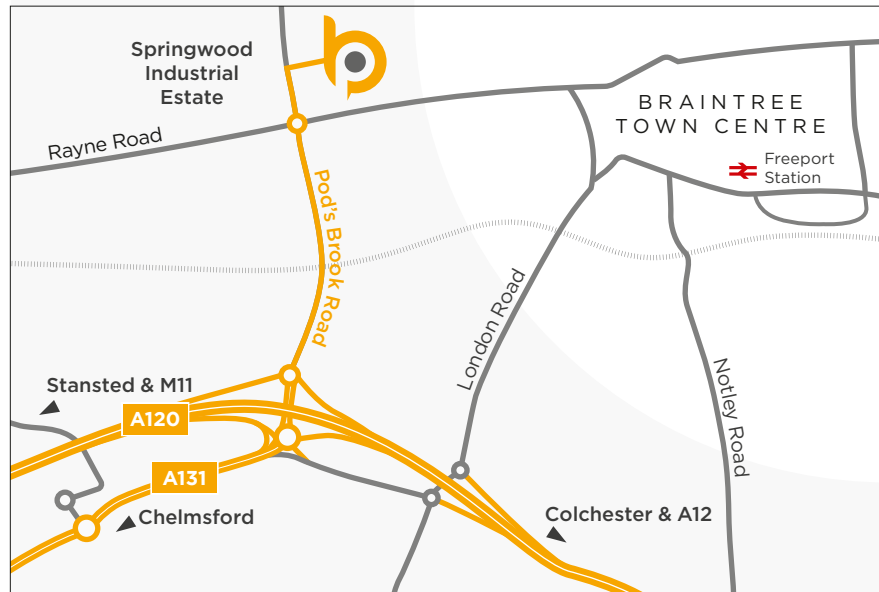 Springwood
Industrial
Estate
BRAINTREE
TOWN CENTRE
Rayne Road
Freeport
Station
Pod's Brook Road
London Road
Notley Road
Stansted & M11
A120
A131
Chelmsford
Colchester & A12